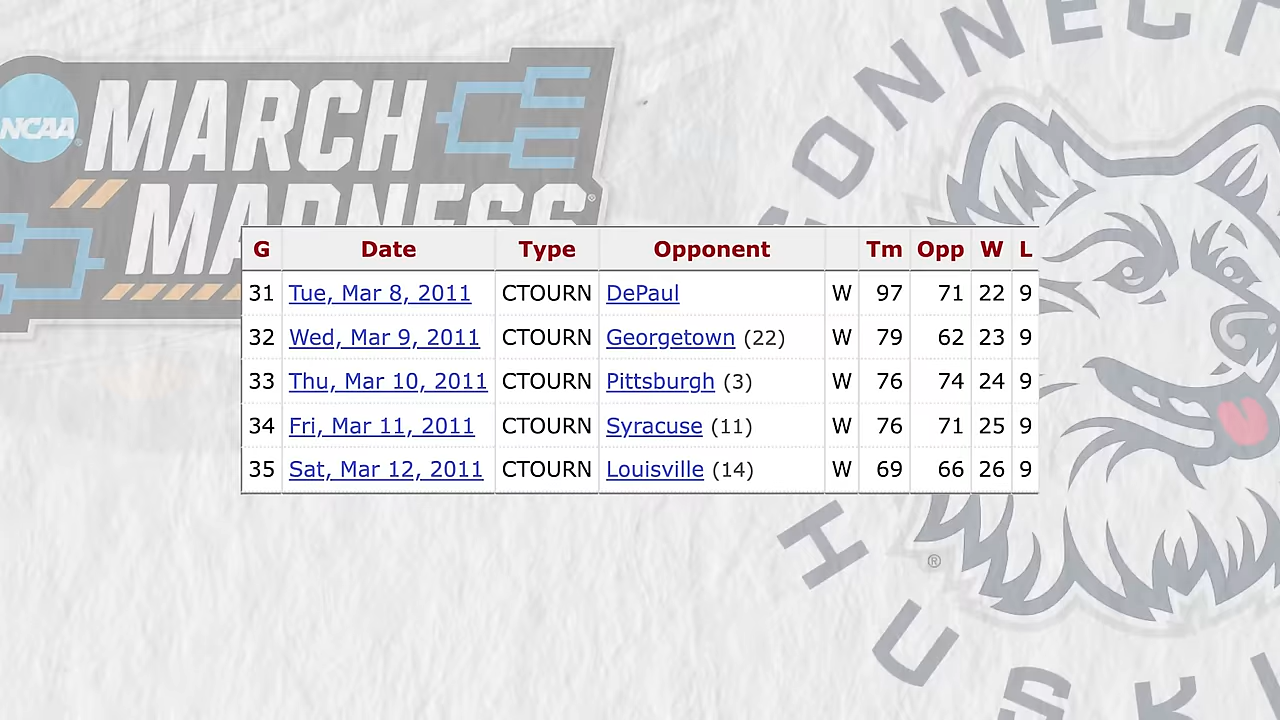 CONNECT
NCAA
MARCH
MADNESS
G Date Type Opponent Tm Opp W L
31 Tue, Mar 8, 2011 CTOURN DePaul W 97 71 22 9
32 Wed, Mar 9, 2011 CTOURN Georgetown (22) W 79 62 23 9
33 Thu, Mar 10, 2011 CTOURN Pittsburgh (3) W 76 74 24 9
34 Fri, Mar 11, 2011 CTOURN Syracuse (11) W 76 71 25 9
35 Sat, Mar 12, 2011 CTOURN Louisville (14) W 69 66 26 9
®
HUSKI